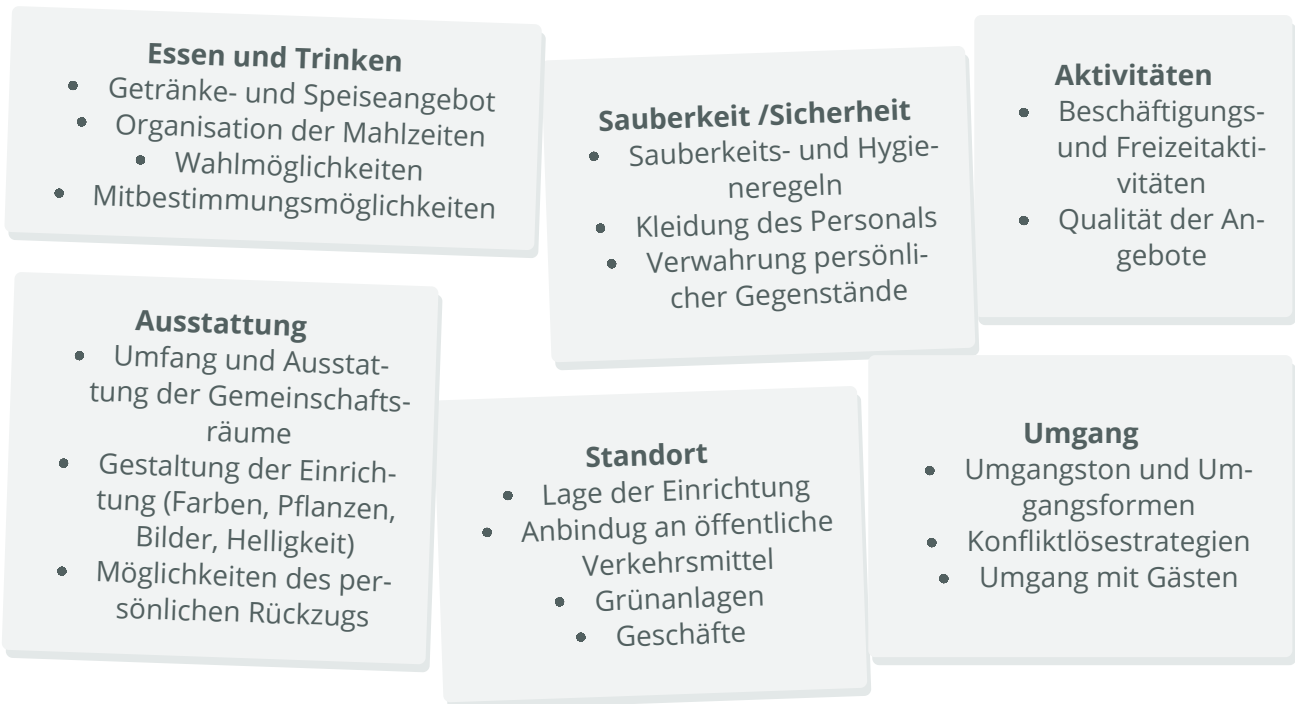 Essen und Trinken
• Getränke- und Speiseangebot
• Organisation der Mahlzeiten
• Wahlmöglichkeiten
• Mitbestimmungsmöglichkeiten
Sauberkeit /Sicherheit
• Sauberkeits- und Hygie-
neregeln
• Kleidung des Personals
• Verwahrung persönli-
cher Gegenstände
Aktivitäten
• Beschäftigungs-
und Freizeitakti-
vitäten
• Qualität der An-
gebote
Ausstattung
• Umfang und Ausstat-
tung der Gemeinschafts-
räume
• Gestaltung der Einrich-
tung (Farben, Pflanzen,
Bilder, Helligkeit)
• Möglichkeiten des per-
sönlichen Rückzugs
Standort
• Lage der Einrichtung
• Anbindug an öffentliche
Verkehrsmittel
• Grünanlagen
• Geschäfte
Umgang
• Umgangston und Um-
gangsformen
• Konfliktlösestrategien
• Umgang mit Gästen